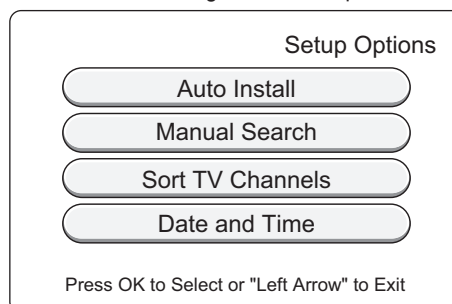 Setup Options
Auto Install
Manual Search
Sort TV Channels
Date and Time
Press OK to Select or "Left Arrow" to Exit